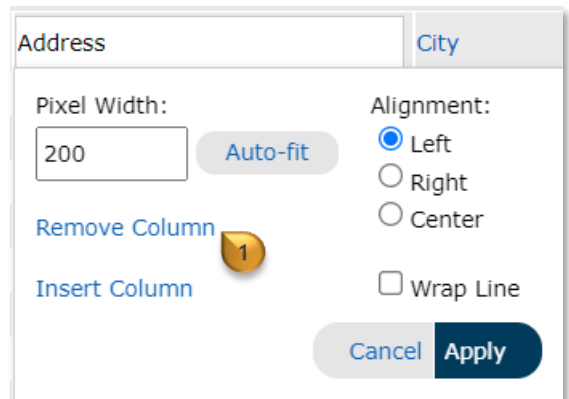 Address City
Pixel Width: Alignment:
200 Auto-fit Left
Right
Remove Column Center
1
Insert Column Wrap Line
Cancel Apply